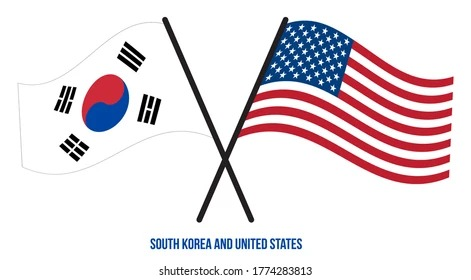 SOUTH KOREA AND UNITED STATES
shutterstock.com · 1774283813